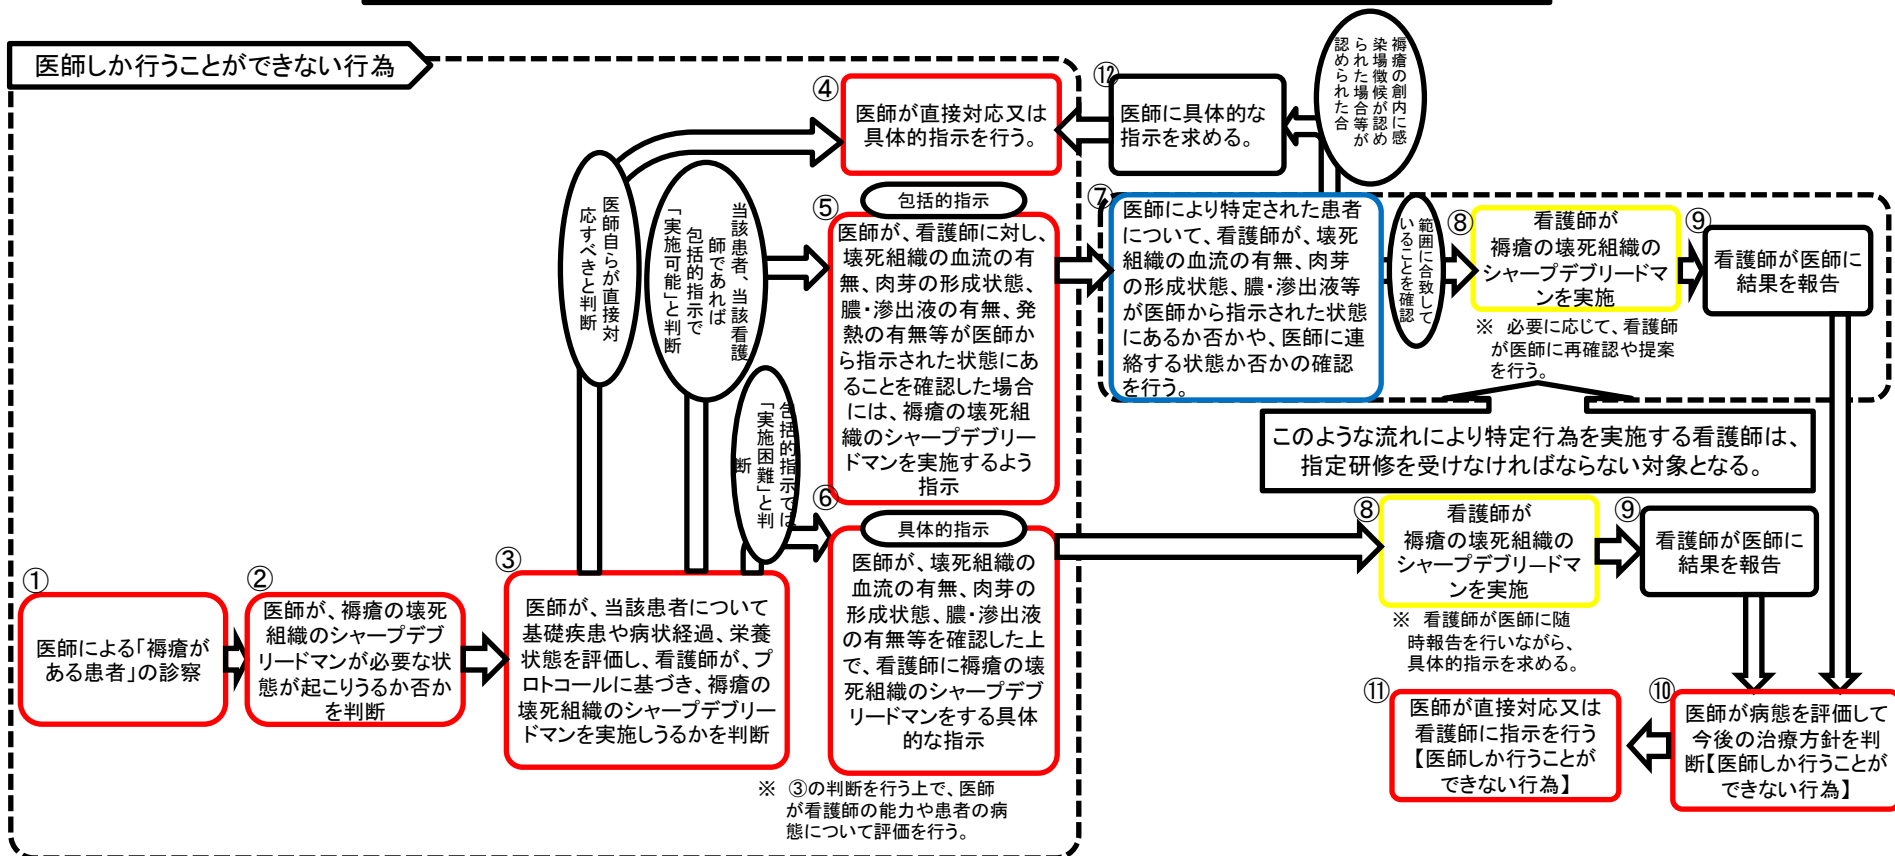 医師しか行うことができない行為
①
医師による「褥瘡が
ある患者」の診察
②
医師が、褥瘡の壊死
組織のシャープデブ
リードマンが必要な状
態が起こりうるか否か
を判断
③
医師が、当該患者について
基礎疾患や病状経過、栄養
状態を評価し、看護師が、プ
ロトコールに基づき、褥瘡の
壊死組織のシャープデブリー
ドマンを実施しうるかを判断
※ ③の判断を行う上で、医師
が看護師の能力や患者の病
態について評価を行う。
医師自らが直接対
応すべきと判断
④
医師が直接対応又は
具体的指示を行う。
当該患者、当該看護
師であれば
包括的指示で
「実施可能」と判断
⑤
包括的指示
医師が、看護師に対し、
壊死組織の血流の有
無、肉芽の形成状態、
膿・滲出液の有無、発
熱の有無等が医師か
ら指示された状態にあ
ることを確認した場合
には、褥瘡の壊死組
織のシャープデブリー
ドマンを実施するよう
指示
包括的指示では
「実施困難」と判
断
⑥
具体的指示
医師が、壊死組織の
血流の有無、肉芽の
形成状態、膿・滲出液
の有無等を確認した上
で、看護師に褥瘡の壊
死組織のシャープデブ
リードマンをする具体
的な指示
⑦
医師により特定された患者
について、看護師が、壊死
組織の血流の有無、肉芽
の形成状態、膿・滲出液等
が医師から指示された状態
にあるか否かや、医師に連
絡する状態か否かの確認
を行う。
褥瘡の創内に感
染場徴候が認め
られた場合等が
認められた合
⑫
医師に具体的な
指示を求める。
範囲に合致して
いることを確認
⑧
看護師が
褥瘡の壊死組織の
シャープデブリードマ
ンを実施
※ 必要に応じて、看護師
が医師に再確認や提案
を行う。
⑨
看護師が医師に
結果を報告
このような流れにより特定行為を実施する看護師は、
指定研修を受けなければならない対象となる。
⑧
看護師が
褥瘡の壊死組織の
シャープデブリードマ
ンを実施
※ 看護師が医師に随
時報告を行いながら、
具体的指示を求める。
⑨
看護師が医師に
結果を報告
⑩
医師が病態を評価して
今後の治療方針を判
断【医師しか行うことが
できない行為】
⑪
医師が直接対応又は
看護師に指示を行う
【医師しか行うことが
できない行為】